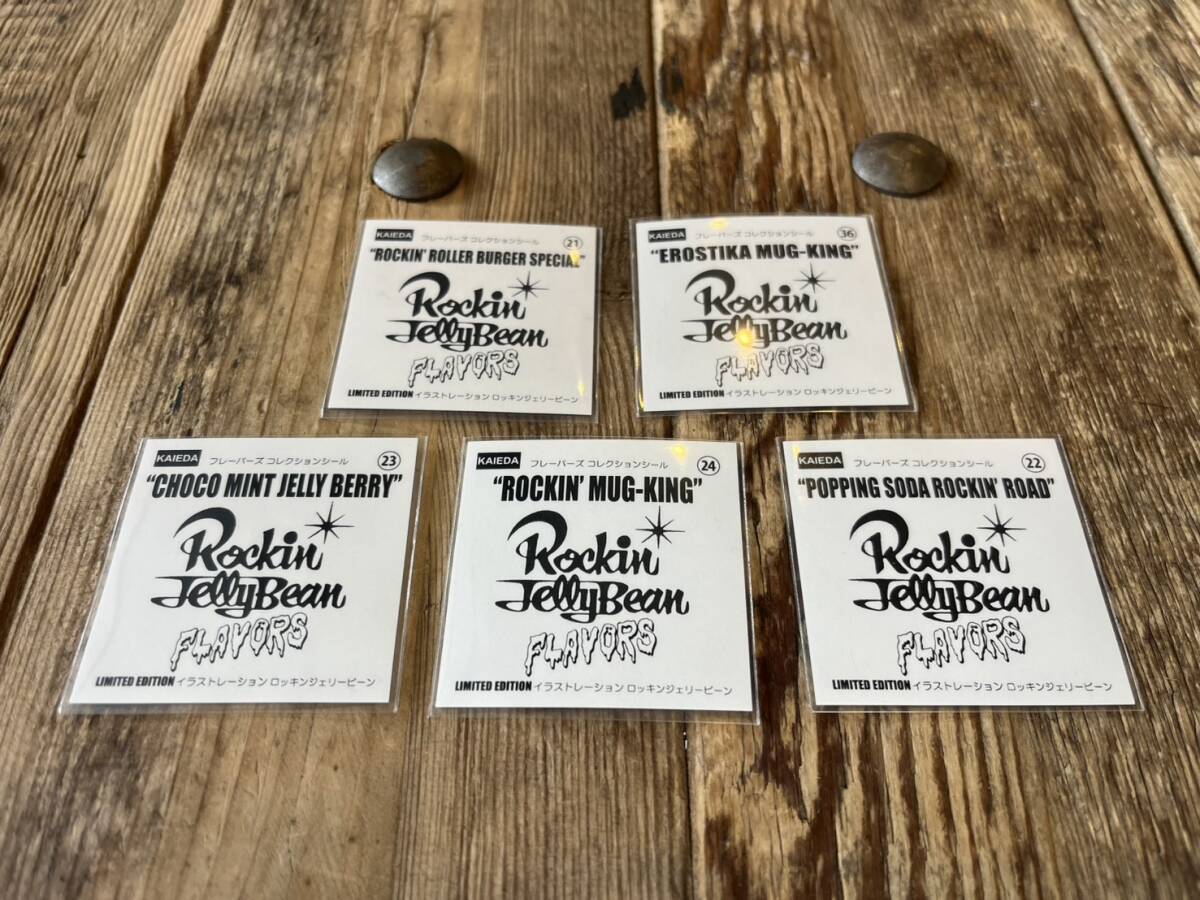 KAIEDA フレーバーズ コレクションシール 21
"ROCKIN' ROLLER BURGER SPECIAL"
Rockin'
JellyBean
FLAVORS
LIMITED EDITION イラストレーション ロッキンジェリービーン
KAIEDA フレーバーズ コレクションシール 36
"EROSTIKA MUG-KING"
Rockin'
JellyBean
FLAVORS
LIMITED EDITION イラストレーション ロッキンジェリービーン
KAIEDA フレーバーズ コレクションシール 23
"CHOCO MINT JELLY BERRY"
Rockin'
JellyBean
FLAVORS
LIMITED EDITION イラストレーション ロッキンジェリービーン
KAIEDA フレーバーズ コレクションシール 24
"ROCKIN' MUG-KING"
Rockin'
JellyBean
FLAVORS
LIMITED EDITION イラストレーション ロッキンジェリービーン
KAIEDA フレーバーズ コレクションシール 22
"POPPING SODA ROCKIN' ROAD"
Rockin'
JellyBean
FLAVORS
LIMITED EDITION イラストレーション ロッキンジェリービーン